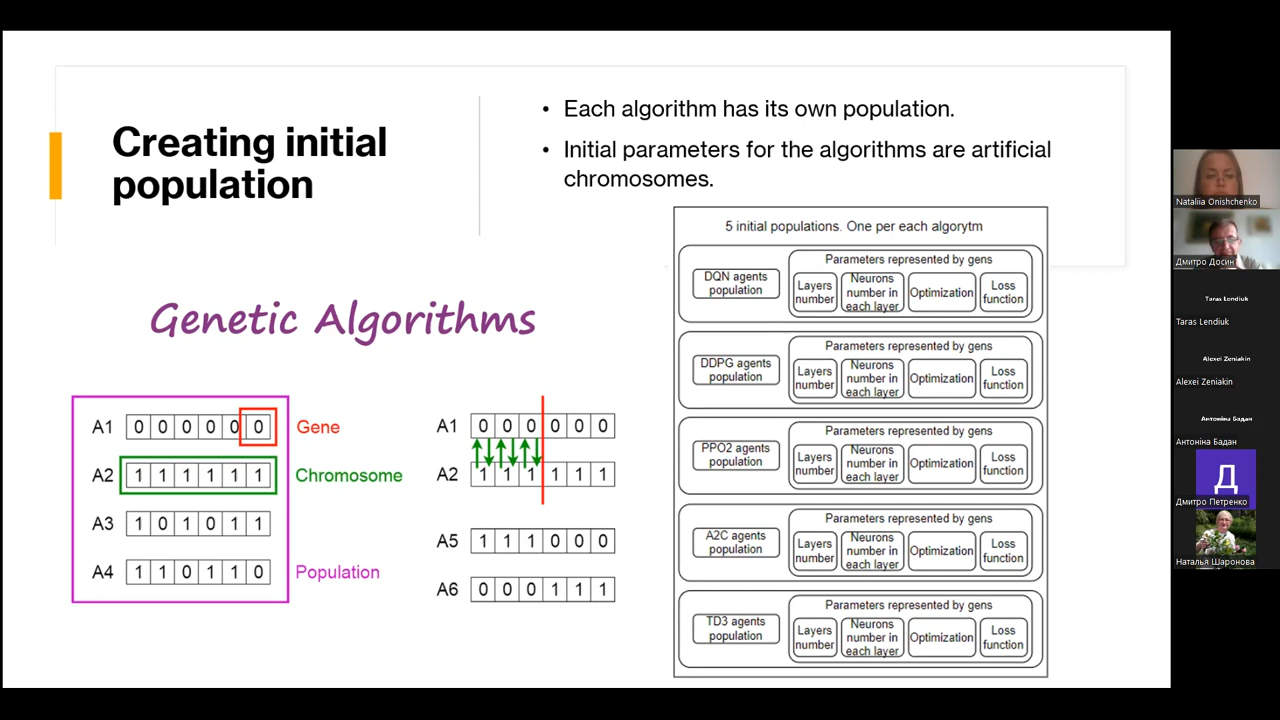 Creating initial
population
• Each algorithm has its own population.
• Initial parameters for the algorithms are artificial
chromosomes.
Genetic Algorithms
A1 0 0 0 0 0 0 Gene
A2 1 1 1 1 1 1 Chromosome
A3 1 0 1 0 1 1
A4 1 1 0 1 1 0 Population
A1 0 0 0 0 0 0
A2 1 1 1 1 1 1
A5 1 1 1 0 0 0
A6 0 0 0 1 1 1
5 initial populations. One per each algorytm
DQN agents
population
Parameters represented by gens
Layers
number
Neurons
number in
each layer
Optimization
Loss
function
DDPG agents
population
Parameters represented by gens
Layers
number
Neurons
number in
each layer
Optimization
Loss
function
PPO2 agents
population
Parameters represented by gens
Layers
number
Neurons
number in
each layer
Optimization
Loss
function
A2C agents
population
Parameters represented by gens
Layers
number
Neurons
number in
each layer
Optimization
Loss
function
TD3 agents
population
Parameters represented by gens
Layers
number
Neurons
number in
each layer
Optimization
Loss
function
Nataliia Onishchenko
Дмитро Досин
Taras Lendiuk
Taras Lendiuk
Alexei Zeniakin
Alexei Zeniakin
Антоніна Бадан
Антоніна Бадан
Д
Дмитро Петренко
Наталья Шаронова